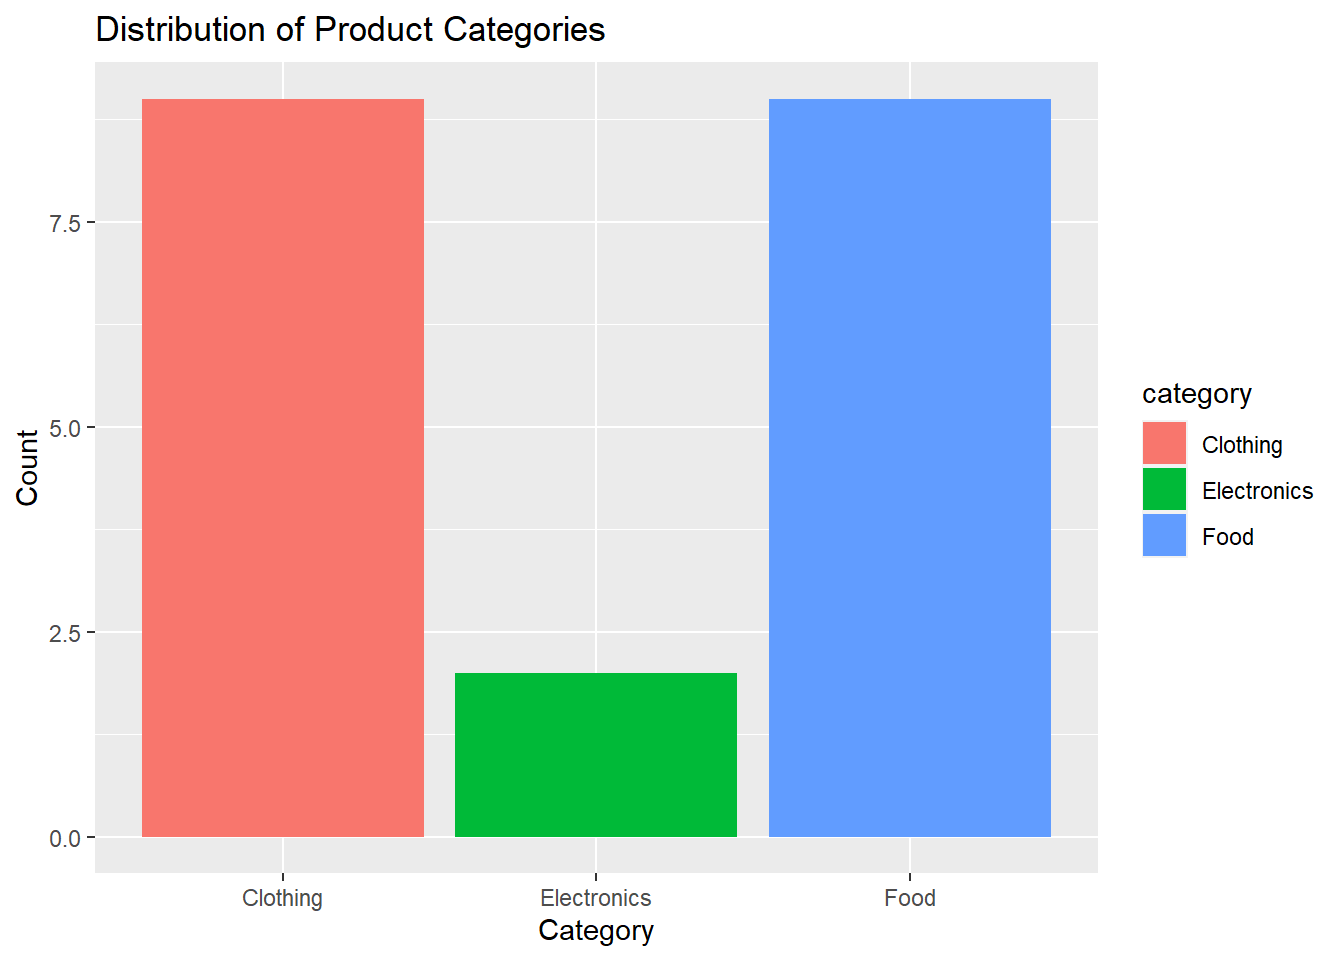 Distribution of Product Categories
Count
7.5
5.0
2.5
0.0
Clothing
Electronics
Food
Category
category
Clothing
Electronics
Food